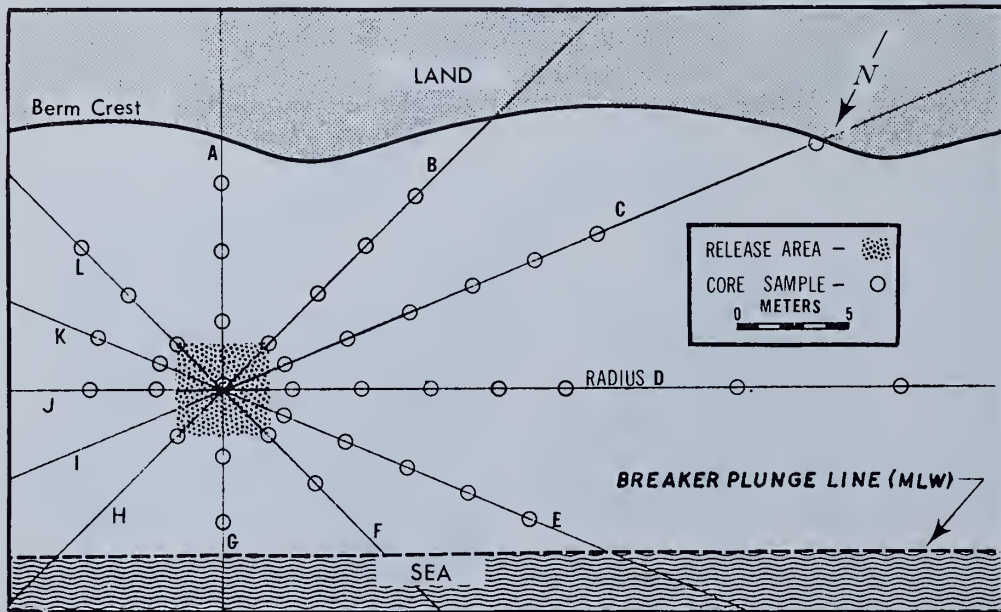 LAND
N
Berm Crest
A
B
C
L
RELEASE AREA –
CORE SAMPLE –
METERS
0 5
K
RADIUS D
J
I
BREAKER PLUNGE LINE (MLW)
H
F
E
G
SEA